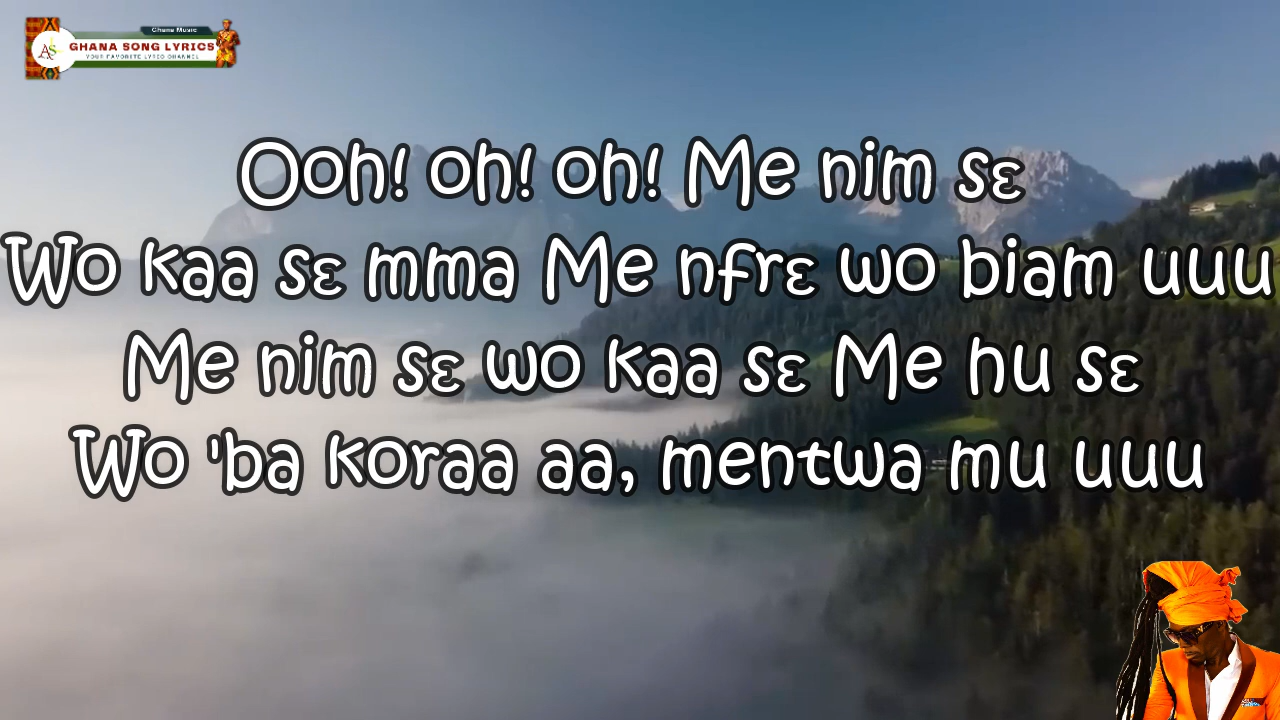 Ghana Music
GHANA SONG LYRICS
YOUR FAVORITE LYRIC CHANNEL
Ooh! oh! oh! Me nim sɛ
Wo kaa sɛ mma Me nfrɛ wo biam uuu
Me nim sɛ wo kaa sɛ Me hu sɛ
Wo 'ba koraa aa, mentwa mu uuu